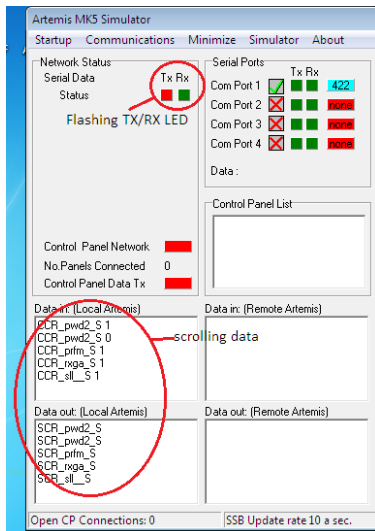 Artemis MK5 Simulator
Startup Communications Minimize Simulator About
Network Status
Serial Data Tx Rx
Status
Flashing TX/RX LED
Serial Ports
Tx Rx
Com Port 1 422
Com Port 2 none
Com Port 3 none
Com Port 4 none
Data :
Control Panel List
Control Panel Network
No.Panels Connected 0
Control Panel Data Tx
Data in: (Local Artemis)
CCR_pwd2_S 1
CCR_pwd2_S 0
CCR_prfm_S 1
CCR_rxga_S 1
CCR_sll__S 1
scrolling data
Data in: (Remote Artemis)
Data out: (Local Artemis)
SCR_pwd2_S
SCR_pwd2_S
SCR_prfm_S
SCR_rxga_S
SCR_sll__S
Data out: (Remote Artemis)
Open CP Connections: 0
SSB Update rate 10 a sec.